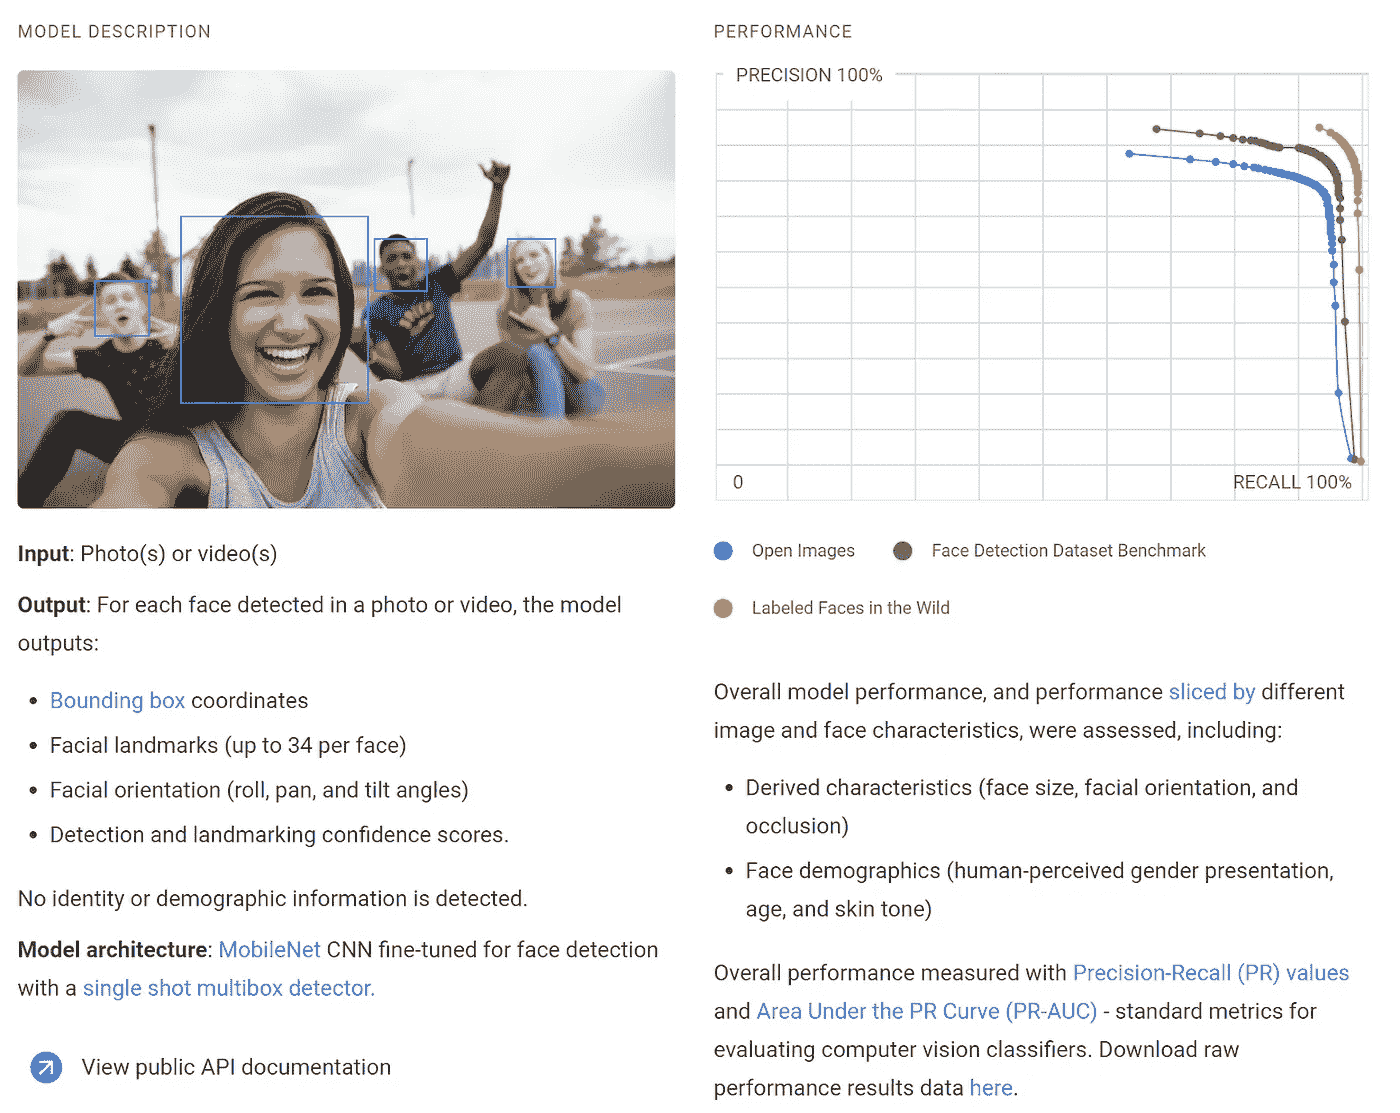 MODEL DESCRIPTION
Input: Photo(s) or video(s)
Output: For each face detected in a photo or video, the model
outputs:
• Bounding box coordinates
• Facial landmarks (up to 34 per face)
• Facial orientation (roll, pan, and tilt angles)
• Detection and landmarking confidence scores.
No identity or demographic information is detected.
Model architecture: MobileNet CNN fine-tuned for face detection
with a single shot multibox detector.
View public API documentation
PERFORMANCE
PRECISION 100%
0
RECALL 100%
Open Images
Face Detection Dataset Benchmark
Labeled Faces in the Wild
Overall model performance, and performance sliced by different
image and face characteristics, were assessed, including:
• Derived characteristics (face size, facial orientation, and
occlusion)
• Face demographics (human-perceived gender presentation,
age, and skin tone)
Overall performance measured with Precision-Recall (PR) values
and Area Under the PR Curve (PR-AUC) - standard metrics for
evaluating computer vision classifiers. Download raw
performance results data here.